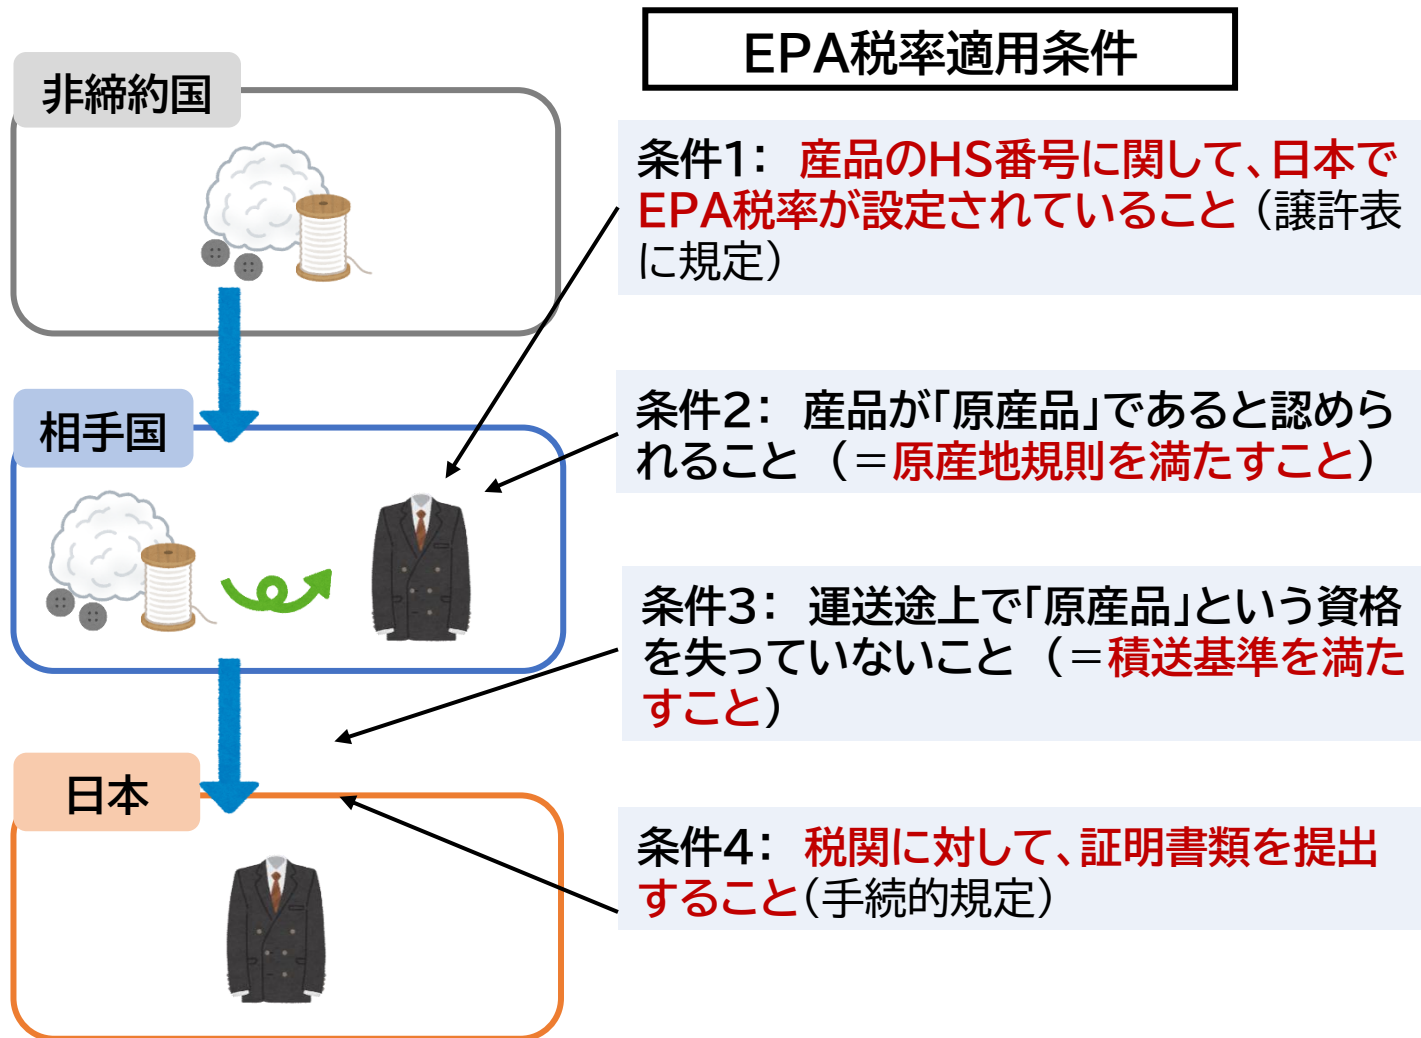 EPA税率適用条件
非締約国
条件1： 産品のHS番号に関して、日本で
EPA税率が設定されていること（譲許表
に規定）
相手国
条件2： 産品が「原産品」であると認めら
れること （＝原産地規則を満たすこと）
条件3： 運送途上で「原産品」という資格
を失っていないこと （＝積送基準を満た
すこと）
日本
条件4： 税関に対して、証明書類を提出
すること（手続的規定）